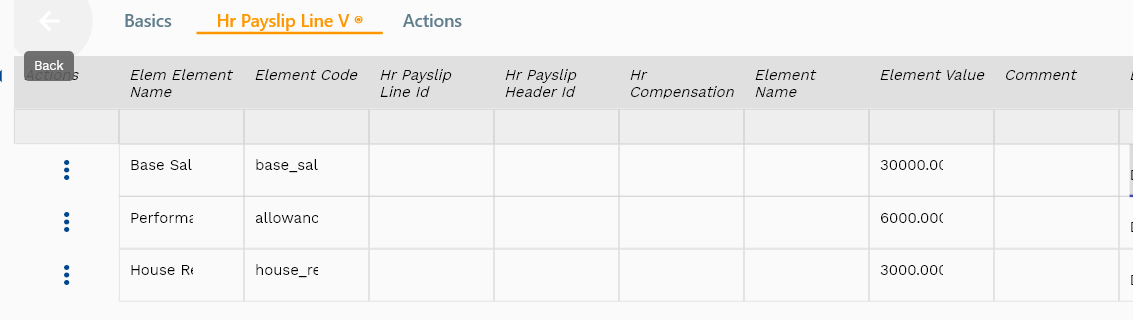 Basics Hr Payslip Line V ® Actions
Back
Actions Elem Element Name Element Code Hr Payslip Line Id Hr Payslip Header Id Hr Compensation Element Name Element Value Comment
Base Sal base_sal 30000.00
Performa allowanc 6000.000
House Re house_re 3000.000